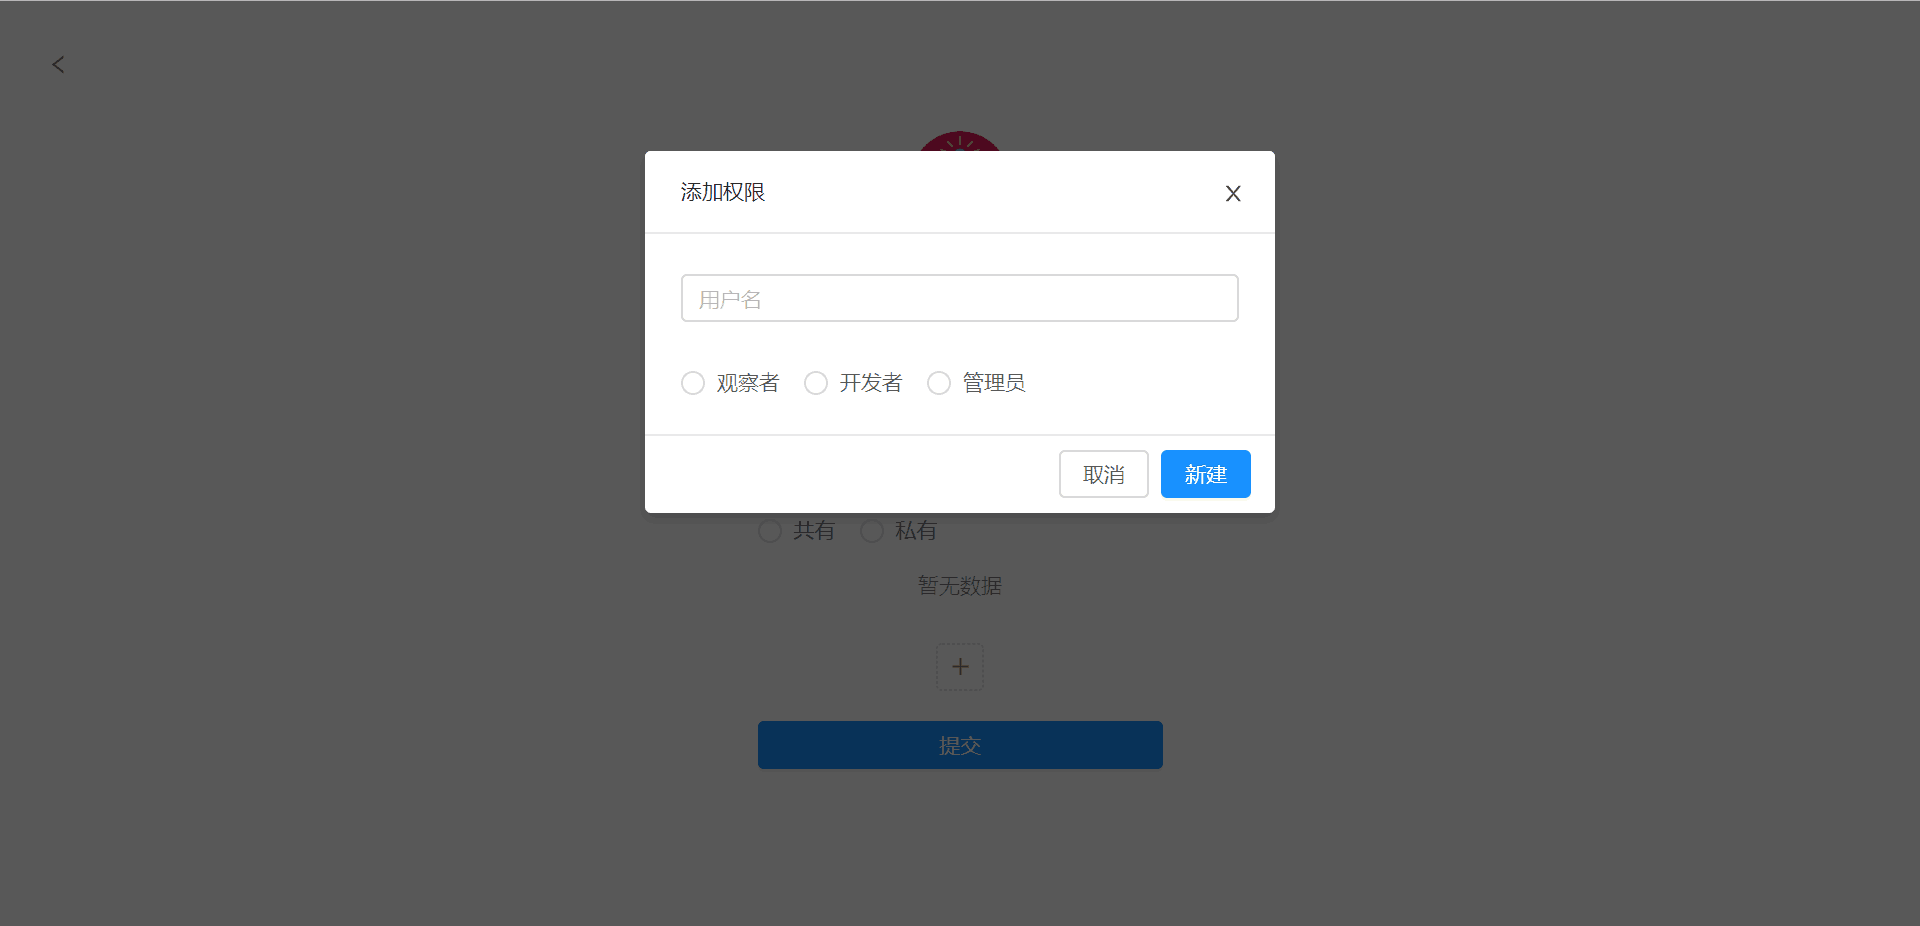 添加权限
用户名
观察者 开发者 管理员
取消 新建
共有 私有
暂无数据
提交